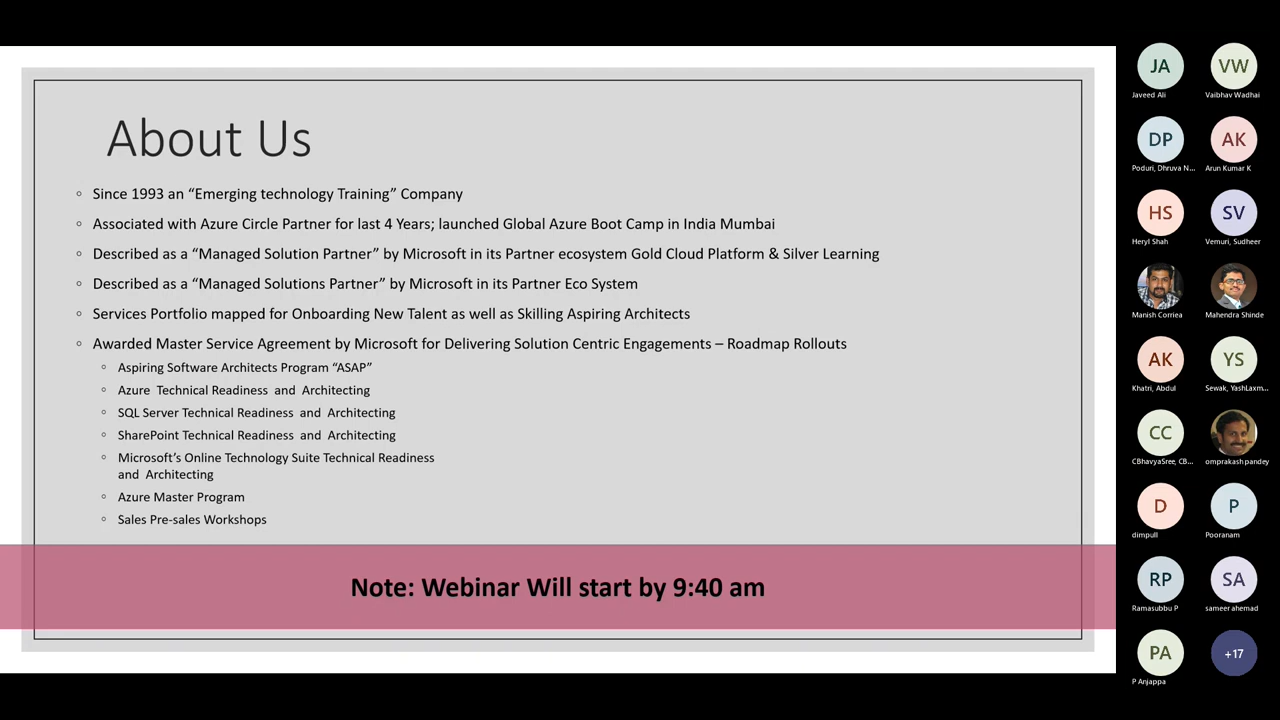 About Us
Since 1993 an “Emerging technology Training” Company
Associated with Azure Circle Partner for last 4 Years; launched Global Azure Boot Camp in India Mumbai
Described as a “Managed Solution Partner” by Microsoft in its Partner ecosystem Gold Cloud Platform & Silver Learning
Described as a “Managed Solutions Partner” by Microsoft in its Partner Eco System
Services Portfolio mapped for Onboarding New Talent as well as Skilling Aspiring Architects
Awarded Master Service Agreement by Microsoft for Delivering Solution Centric Engagements – Roadmap Rollouts
Aspiring Software Architects Program “ASAP”
Azure Technical Readiness and Architecting
SQL Server Technical Readiness and Architecting
SharePoint Technical Readiness and Architecting
Microsoft’s Online Technology Suite Technical Readiness
and Architecting
Azure Master Program
Sales Pre-sales Workshops
Note: Webinar Will start by 9:40 am
JA VW
Javeed Ali Vaibhav Wadhai
DP AK
Poduri, Dhruva N... Arun Kumar K
HS SV
Heryl Shah Vemuri, Sudheer
Manish Correia Mahendra Shinde
AK YS
Khatri, Abdul Sewak, YashLaxm...
CC
CBhavyaSree, CB... omprakash pandey
D P
dimpull Pooranam
RP SA
Ramasubbu P sameer ahemad
PA +17
P Anjappa